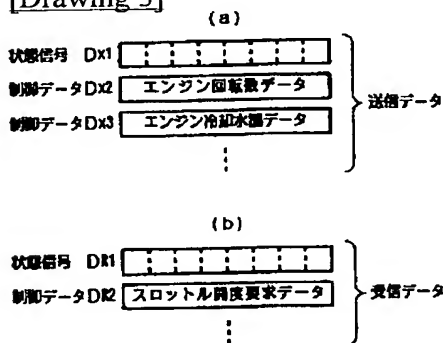 [Drawing 3]
(a)
状態信号 DX1
制御データDX2 エンジン回転数データ
制御データDX3 エンジン冷却水温データ
送信データ
(b)
状態信号 DR1
制御データDR2 スロットル開度要求データ
受信データ